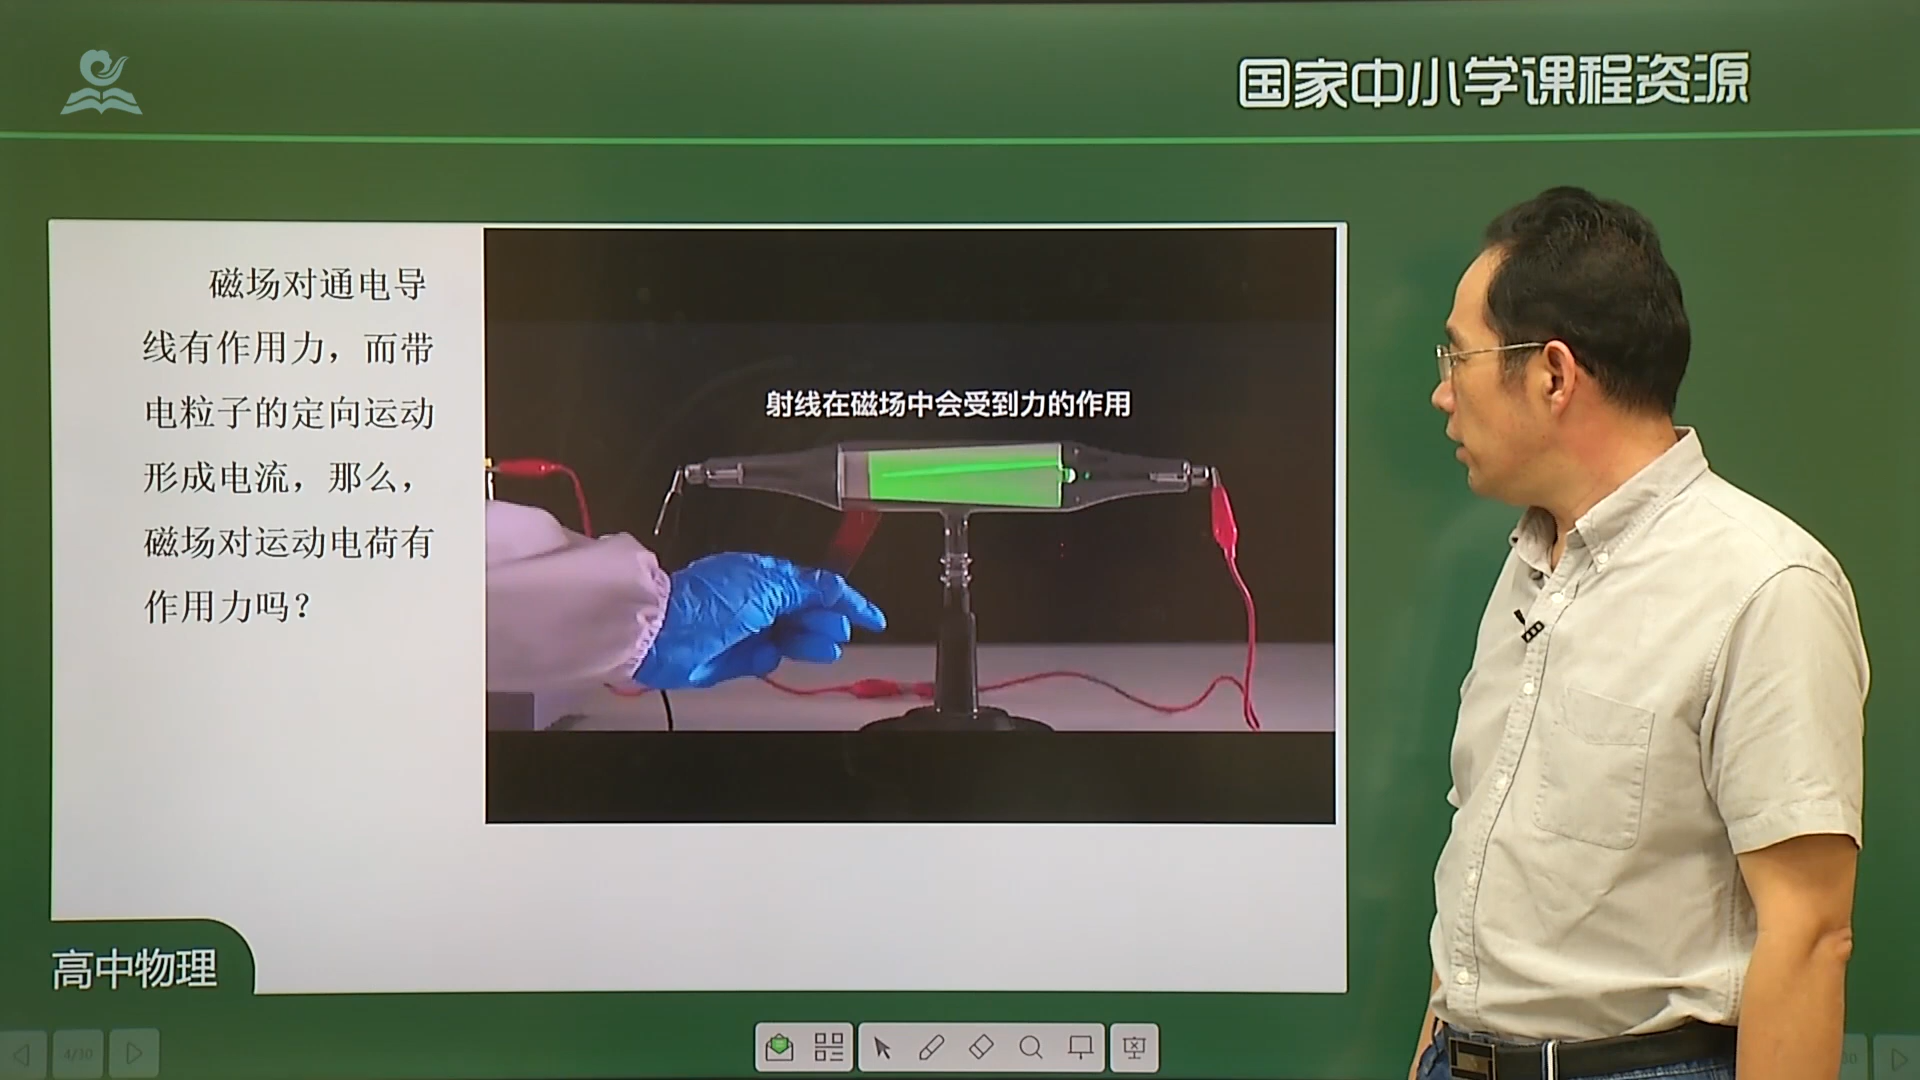 国家中小学课程资源
磁场对通电导
线有作用力，而带
电粒子的定向运动
形成电流，那么，
磁场对运动电荷有
作用力吗？
射线在磁场中会受到力的作用
高中物理
4/30